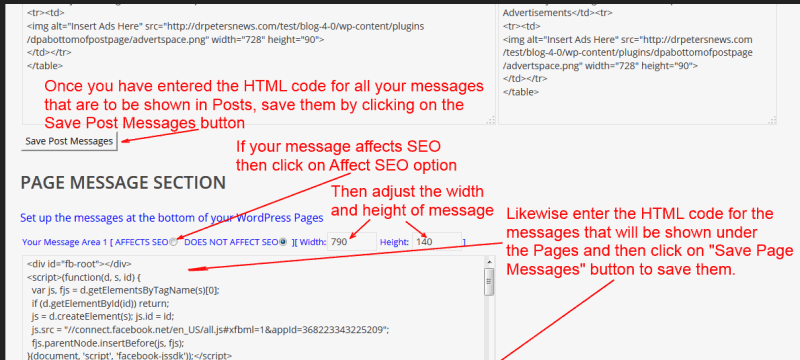 <tr><td>
<img alt="Insert Ads Here" src="http://drpetersnews.com/test/blog-4-0/wp-content/plugins
/dpabottomofpostpage/advertspace.png" width="728" height="90">
</td></tr>
</table>
Advertisements</td><tr>
<tr><td>
<img alt="Insert Ads Here" src="http://drpetersnews.com
/test/blog-4-0/wp-content/plugins/dpabottomofpostpage
/advertspace.png" width="728" height="90">
</td></tr>
</table>
Once you have entered the HTML code for all your messages
that are to be shown in Posts, save them by clicking on the
Save Post Messages button
Save Post Messages
If your message affects SEO
then click on Affect SEO option
PAGE MESSAGE SECTION
Then adjust the width
and height of message
Set up the messages at the bottom of your WordPress Pages
Likewise enter the HTML code for the
messages that will be shown under
the Pages and then click on "Save Page
Messages" button to save them.
Your Message Area 1 [ AFFECTS SEO DOES NOT AFFECT SEO ][ Width: 790 Height: 140 ]
<div id="fb-root"></div>
<script>(function(d, s, id) {
var js, fjs = d.getElementsByTagName(s)[0];
if (d.getElementById(id)) return;
js = d.createElement(s); js.id = id;
js.src = "//connect.facebook.net/en_US/all.js#xfbml=1&appId=368223343225209";
fjs.parentNode.insertBefore(js, fjs);
}(document, 'script', 'facebook-jssdk'));</script>